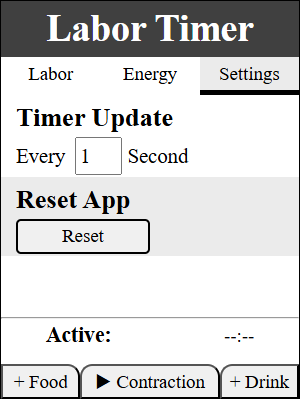 Labor Timer
Labor Energy Settings
Timer Update
Every 1 Second
Reset App
Reset
Active: --:--
+ Food ▶ Contraction + Drink